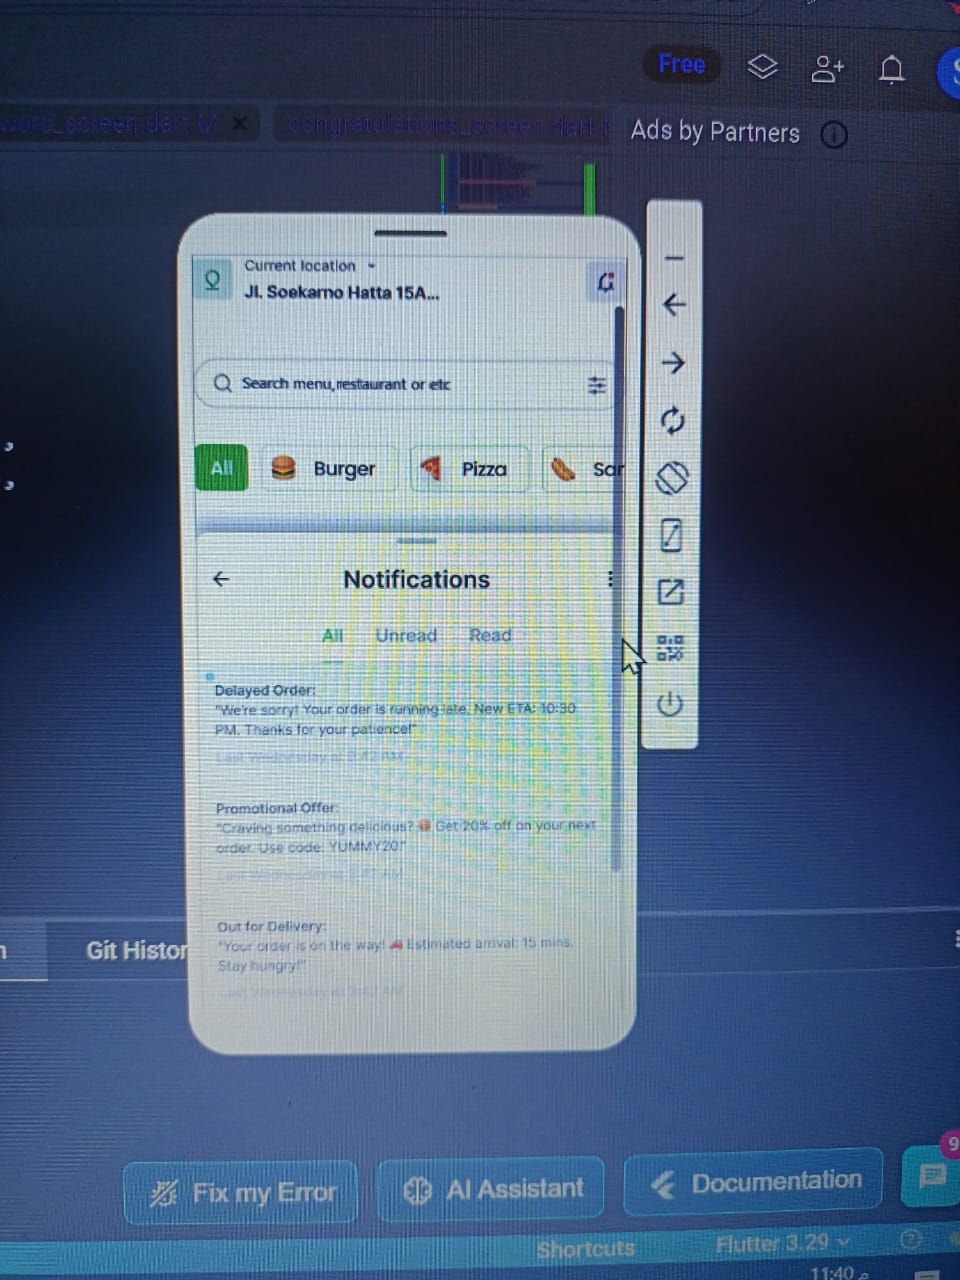 Free
word_screen.dart M ×
congratulations_screen.dart
Ads by Partners
Current location
Jl. Soekarno Hatta 15A...
Search menu, restaurant or etc
All
Burger
Pizza
Sar
Notifications
All
Unread
Read
Delayed Order:
"We're sorry! Your order is running late. New ETA: 10:30
PM. Thanks for your patience!"
Last Wednesday at 9:42 AM
Promotional Offer:
"Craving something delicious? Get 20% off on your next
order. Use code: YUMMY20!"
Last Wednesday at 9:42 AM
Out for Delivery:
"Your order is on the way! 🚗 Estimated arrival: 15 mins.
Stay hungry!"
Last Wednesday at 9:42 AM
Git Histor
Fix my Error
AI Assistant
Documentation
9
Shortcuts
Flutter 3.29
11:40